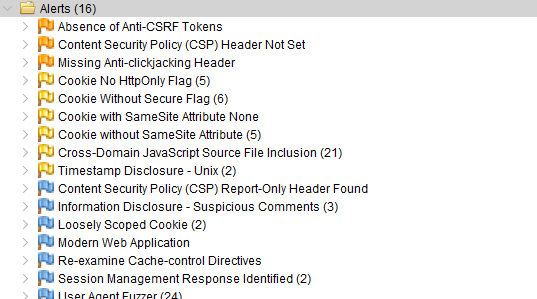 Alerts (16)
Absence of Anti-CSRF Tokens
Content Security Policy (CSP) Header Not Set
Missing Anti-clickjacking Header
Cookie No HttpOnly Flag (5)
Cookie Without Secure Flag (6)
Cookie with SameSite Attribute None
Cookie without SameSite Attribute (5)
Cross-Domain JavaScript Source File Inclusion (21)
Timestamp Disclosure - Unix (2)
Content Security Policy (CSP) Report-Only Header Found
Information Disclosure - Suspicious Comments (3)
Loosely Scoped Cookie (2)
Modern Web Application
Re-examine Cache-control Directives
Session Management Response Identified (2)
User Agent Fuzzer (24)